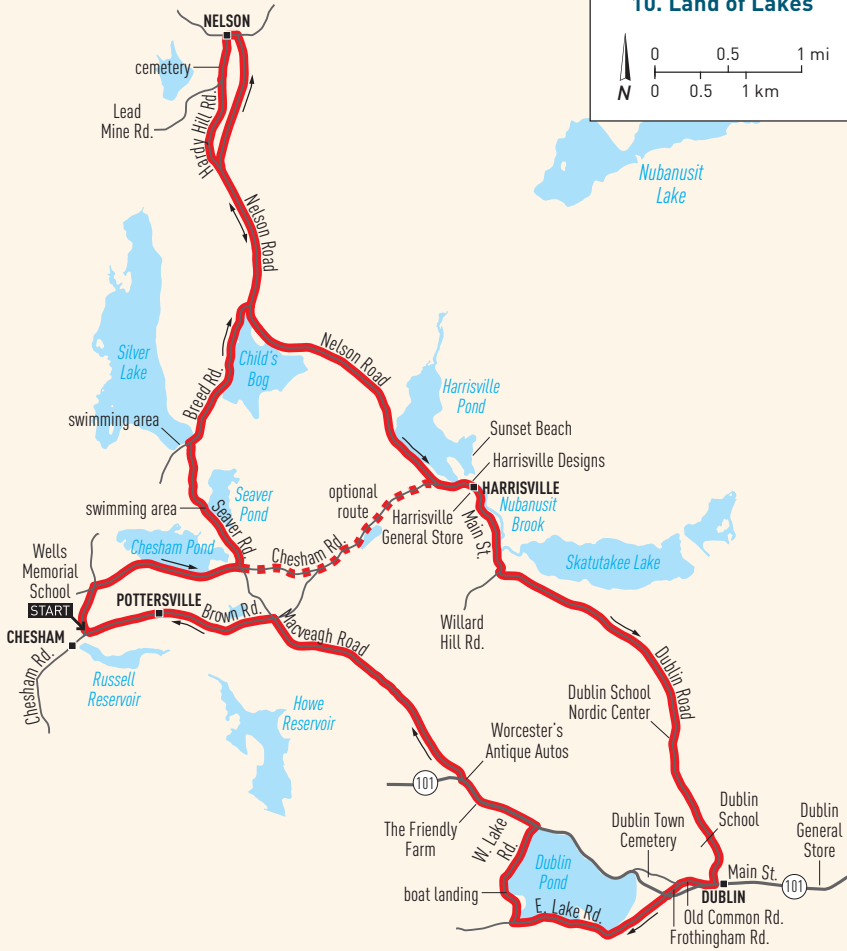 10. Land of Lakes
0 0.5 1 mi
N 0 0.5 1 km
NELSON
cemetery
Lead
Mine Rd.
Hardy Hill Rd.
Nubanusit
Lake
Nelson Road
Silver
Lake
Breed Rd.
Child's
Bog
Nelson Road
Harrisville
Pond
swimming area
Sunset Beach
Harrisville Designs
HARRISVILLE
Nubanusit
Brook
optional
route
Harrisville
General Store
Main St.
Seaver
Pond
swimming area
Seaver Rd
Chesham Pond
Chesham Rd.
Skatutakee Lake
Wells
Memorial
School
START
POTTERSVILLE
Brown Rd.
Macveagh Road
CHESHAM
Chesham Rd.
Russell
Reservoir
Willard
Hill Rd.
Howe
Reservoir
Dublin Road
Dublin School
Nordic Center
Worcester's
Antique Autos
101
The Friendly
Farm
W. Lake
Rd.
Dublin Town
Cemetery
Dublin
School
Dublin
General
Store
Dublin
Pond
boat landing
E. Lake Rd.
Main St.
101
DUBLIN
Old Common Rd.
Frothingham Rd.